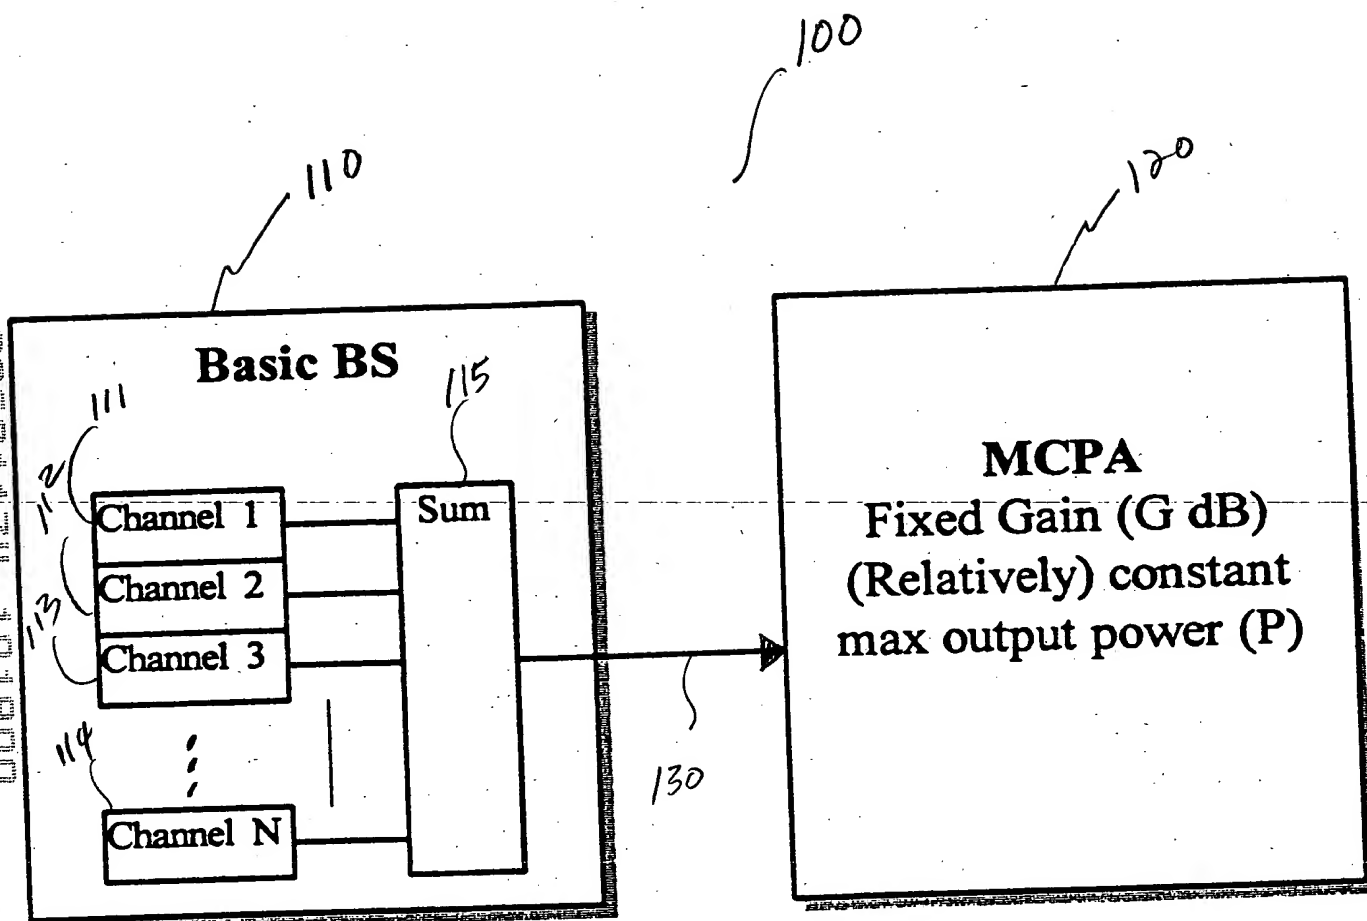 100
110
120
Basic BS
111
115
112
Channel 1
Sum
Channel 2
113
Channel 3
114
Channel N
130
MCPA
Fixed Gain (G dB)
(Relatively) constant
max output power (P)